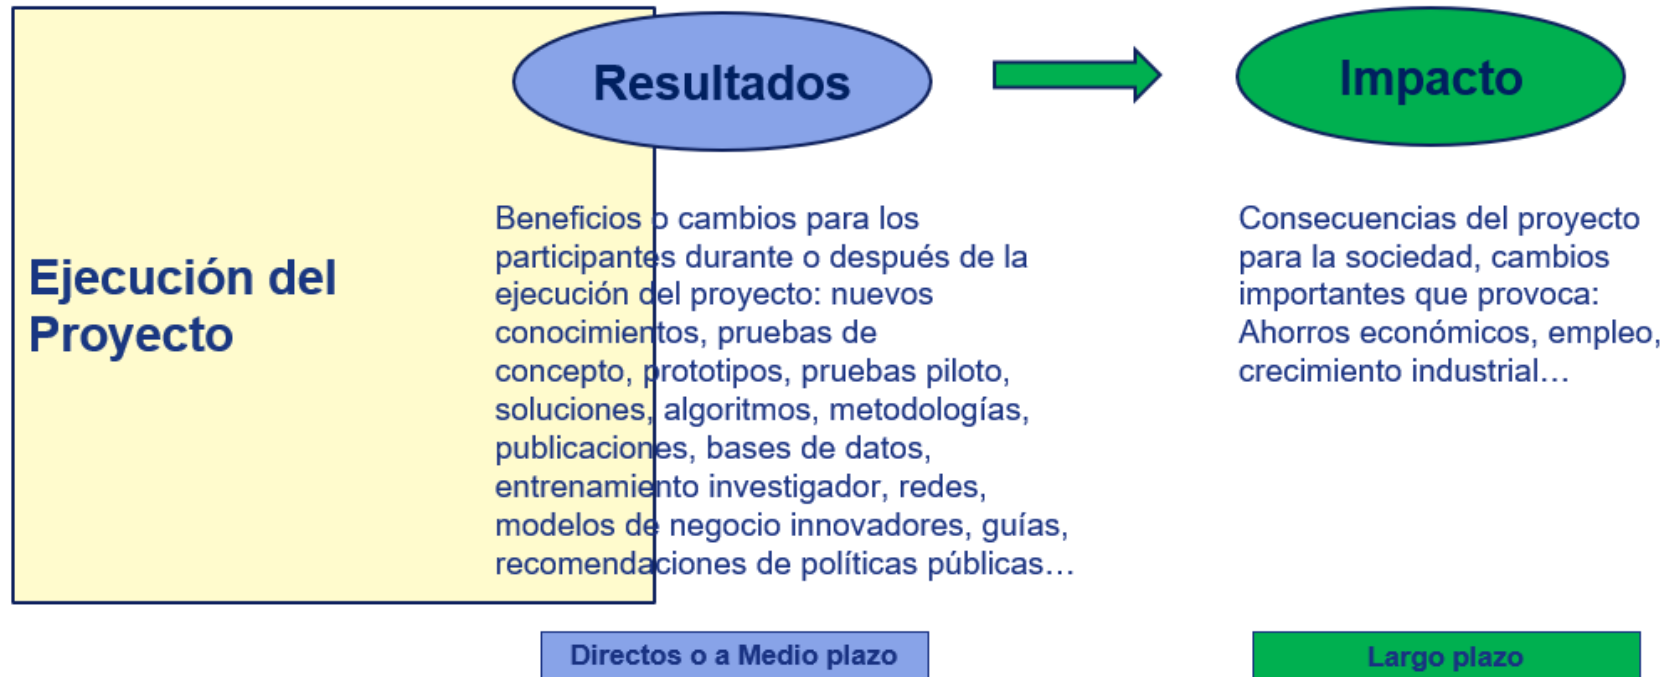 Resultados
Impacto
Ejecución del
Proyecto
Beneficios o cambios para los
participantes durante o después de la
ejecución del proyecto: nuevos
conocimientos, pruebas de
concepto, prototipos, pruebas piloto,
soluciones, algoritmos, metodologías,
publicaciones, bases de datos,
entrenamiento investigador, redes,
modelos de negocio innovadores, guías,
recomendaciones de políticas públicas…
Consecuencias del proyecto
para la sociedad, cambios
importantes que provoca:
Ahorros económicos, empleo,
crecimiento industrial…
Directos o a Medio plazo
Largo plazo